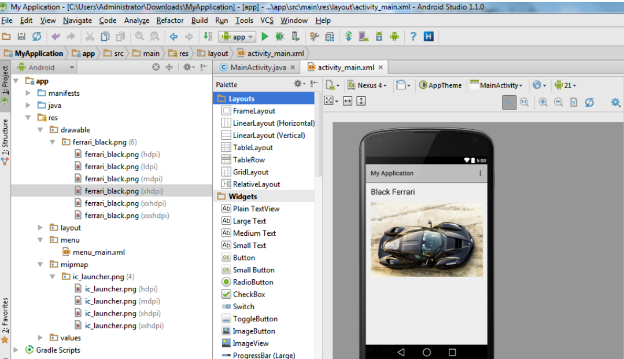 My Application - [C:\Users\Administrator\Downloads\MyApplication] - [app] - ...\app\src\main\res\layout\activity_main.xml - Android Studio 1.1.0
File Edit View Navigate Code Analyze Refactor Build Run Tools VCS Window Help
app
MyApplication app src main res layout activity_main.xml
Android
MainActivity.java × activity_main.xml ×
1: Project
2: Structure
2: Favorites
app
manifests
java
res
drawable
ferrari_black.png (6)
ferrari_black.png (hdpi)
ferrari_black.png (ldpi)
ferrari_black.png (mdpi)
ferrari_black.png (xhdpi)
ferrari_black.png (xxhdpi)
ferrari_black.png (xxxhdpi)
layout
menu
menu_main.xml
mipmap
ic_launcher.png (4)
ic_launcher.png (hdpi)
ic_launcher.png (mdpi)
ic_launcher.png (xhdpi)
ic_launcher.png (xxhdpi)
values
Gradle Scripts
Palette
Layouts
FrameLayout
LinearLayout (Horizontal)
LinearLayout (Vertical)
TableLayout
TableRow
GridLayout
RelativeLayout
Widgets
Ab Plain TextView
Ab Large Text
Ab Medium Text
Ab Small Text
OK Button
OK Small Button
RadioButton
CheckBox
Switch
ToggleButton
ImageButton
ImageView
ProgressBar (Large)
Nexus 4 AppTheme MainActivity 21
5:00
My Application
Black Ferrari